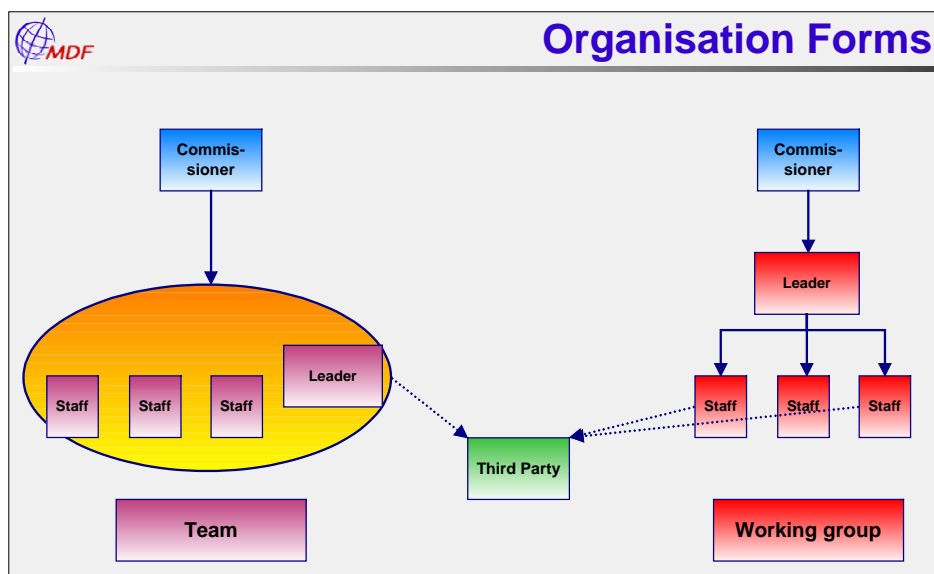 MDF
Organisation Forms
Commis-
sioner
Commis-
sioner
Leader
Leader
Staff
Staff
Staff
Staff
Staff
Staff
Third Party
Team
Working group